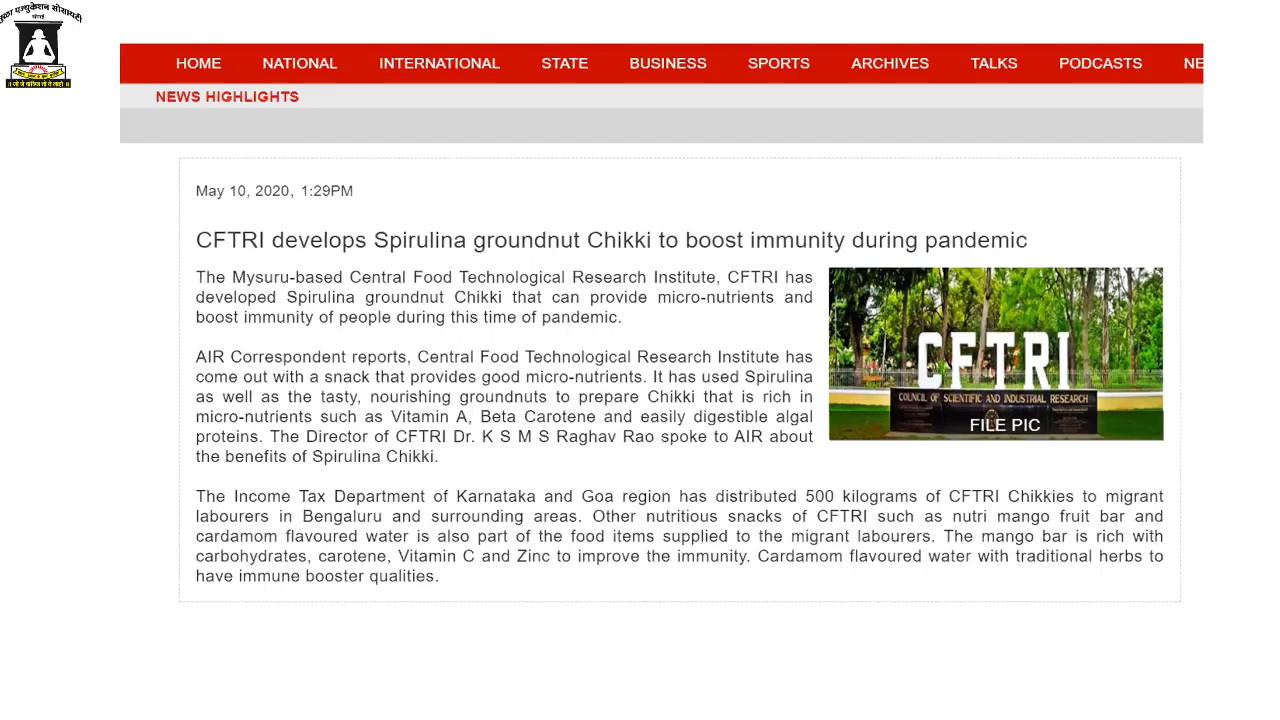 एज्युकेशन सोसायटी
HOME NATIONAL INTERNATIONAL STATE BUSINESS SPORTS ARCHIVES TALKS PODCASTS NE
NEWS HIGHLIGHTS
May 10, 2020, 1:29PM
CFTRI develops Spirulina groundnut Chikki to boost immunity during pandemic
The Mysuru-based Central Food Technological Research Institute, CFTRI has
developed Spirulina groundnut Chikki that can provide micro-nutrients and
boost immunity of people during this time of pandemic.
AIR Correspondent reports, Central Food Technological Research Institute has
come out with a snack that provides good micro-nutrients. It has used Spirulina
as well as the tasty, nourishing groundnuts to prepare Chikki that is rich in
micro-nutrients such as Vitamin A, Beta Carotene and easily digestible algal
proteins. The Director of CFTRI Dr. K S M S Raghav Rao spoke to AIR about
the benefits of Spirulina Chikki.
CFTRI
COUNCIL OF SCIENTIFIC AND INDUSTRIAL RESEARCH
FILE PIC
The Income Tax Department of Karnataka and Goa region has distributed 500 kilograms of CFTRI Chikkies to migrant
labourers in Bengaluru and surrounding areas. Other nutritious snacks of CFTRI such as nutri mango fruit bar and
cardamom flavoured water is also part of the food items supplied to the migrant labourers. The mango bar is rich with
carbohydrates, carotene, Vitamin C and Zinc to improve the immunity. Cardamom flavoured water with traditional herbs to
have immune booster qualities.